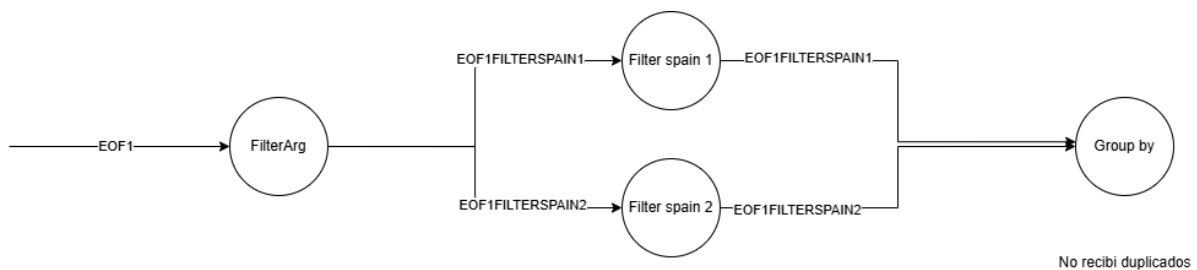 EOF1
FilterArg
EOF1FILTERSPAIN1
Filter spain 1
EOF1FILTERSPAIN1
EOF1FILTERSPAIN2
Filter spain 2
EOF1FILTERSPAIN2
Group by
No recibi duplicados